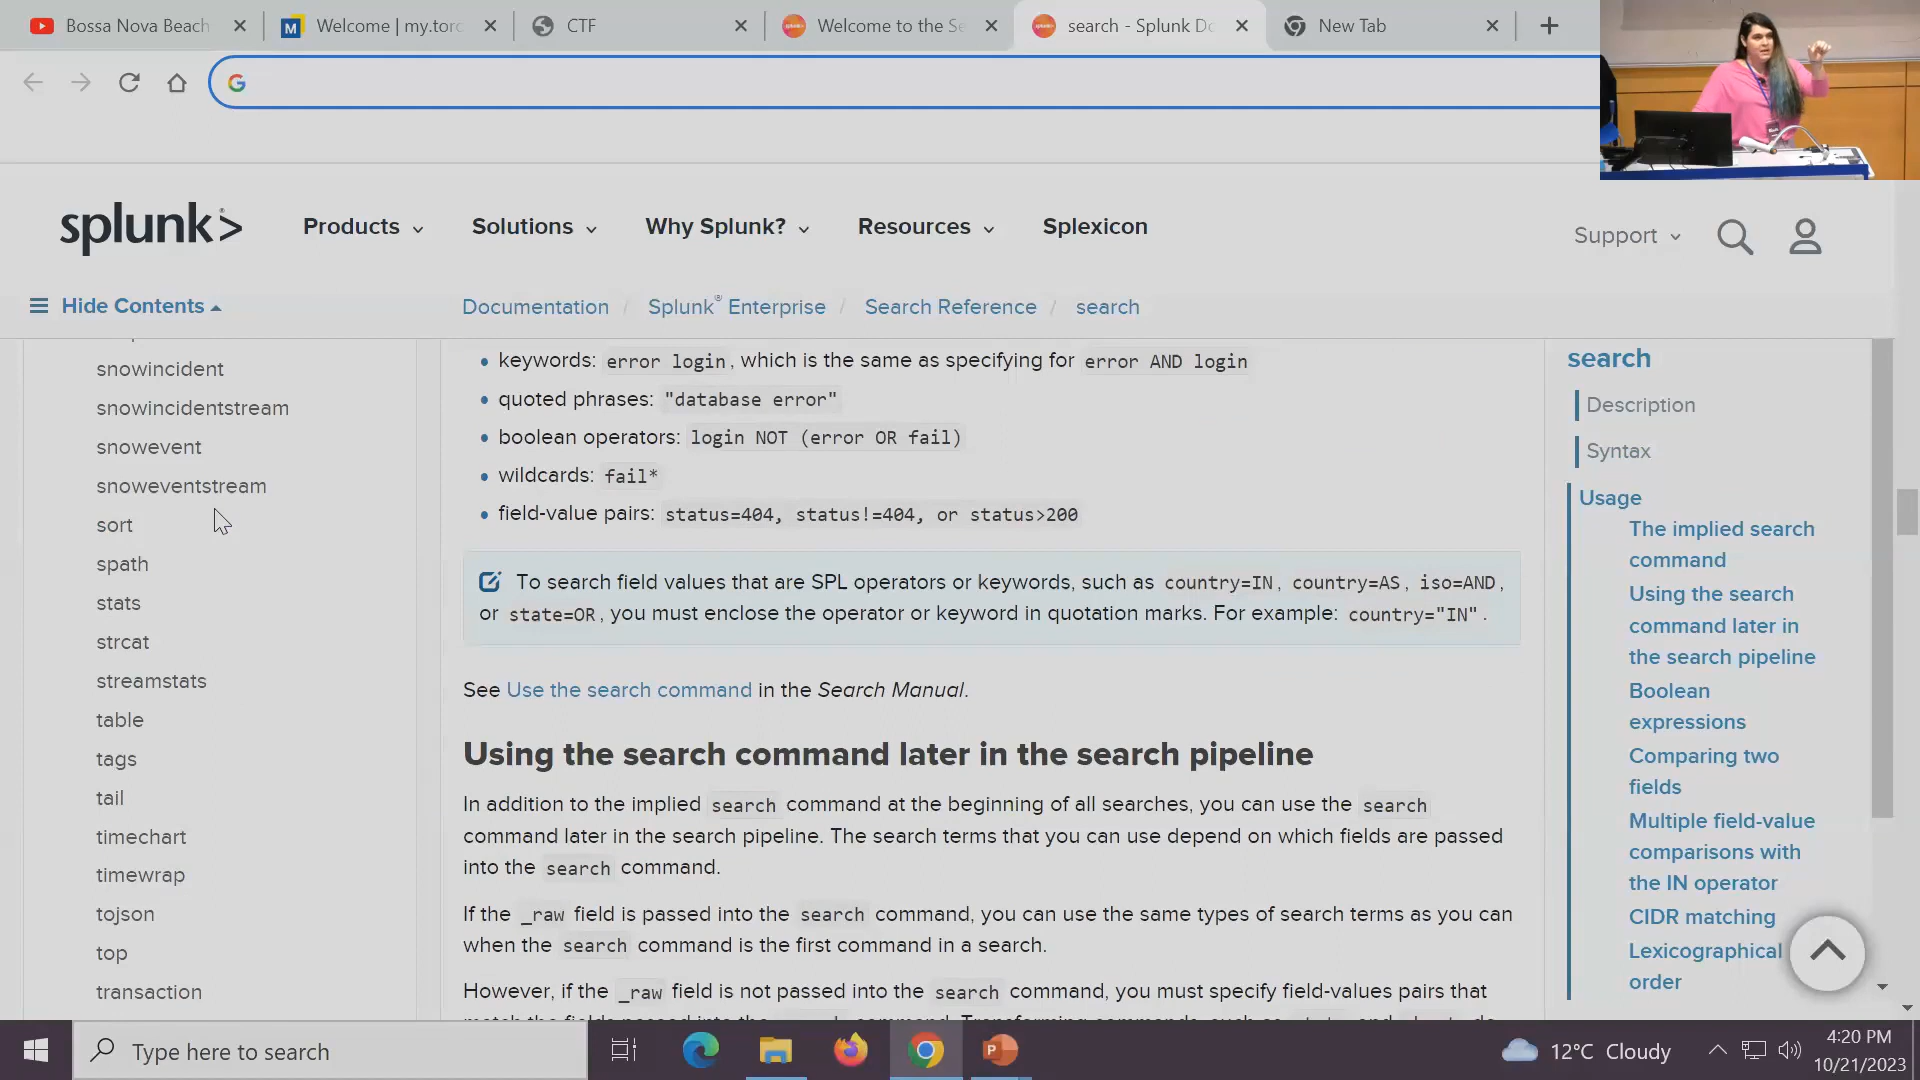 Bossa Nova Beach
Welcome | my.torc
CTF
Welcome to the Se
search - Splunk Do
New Tab
splunk>
Products
Solutions
Why Splunk?
Resources
Splexicon
Support
Hide Contents
Documentation / Splunk® Enterprise / Search Reference / search
snowincident
snowincidentstream
snowevent
snoweventstream
sort
spath
stats
strcat
streamstats
table
tags
tail
timechart
timewrap
tojson
top
transaction
• keywords: error login, which is the same as specifying for error AND login
• quoted phrases: "database error"
• boolean operators: login NOT (error OR fail)
• wildcards: fail*
• field-value pairs: status=404, status!=404, or status>200
To search field values that are SPL operators or keywords, such as country=IN, country=AS, iso=AND,
or state=OR, you must enclose the operator or keyword in quotation marks. For example: country="IN".
See Use the search command in the Search Manual.
Using the search command later in the search pipeline
In addition to the implied search command at the beginning of all searches, you can use the search
command later in the search pipeline. The search terms that you can use depend on which fields are passed
into the search command.
If the _raw field is passed into the search command, you can use the same types of search terms as you can
when the search command is the first command in a search.
However, if the _raw field is not passed into the search command, you must specify field-values pairs that
search
Description
Syntax
Usage
The implied search
command
Using the search
command later in
the search pipeline
Boolean
expressions
Comparing two
fields
Multiple field-value
comparisons with
the IN operator
CIDR matching
Lexicographical
order
Type here to search
12°C Cloudy
4:20 PM
10/21/2023